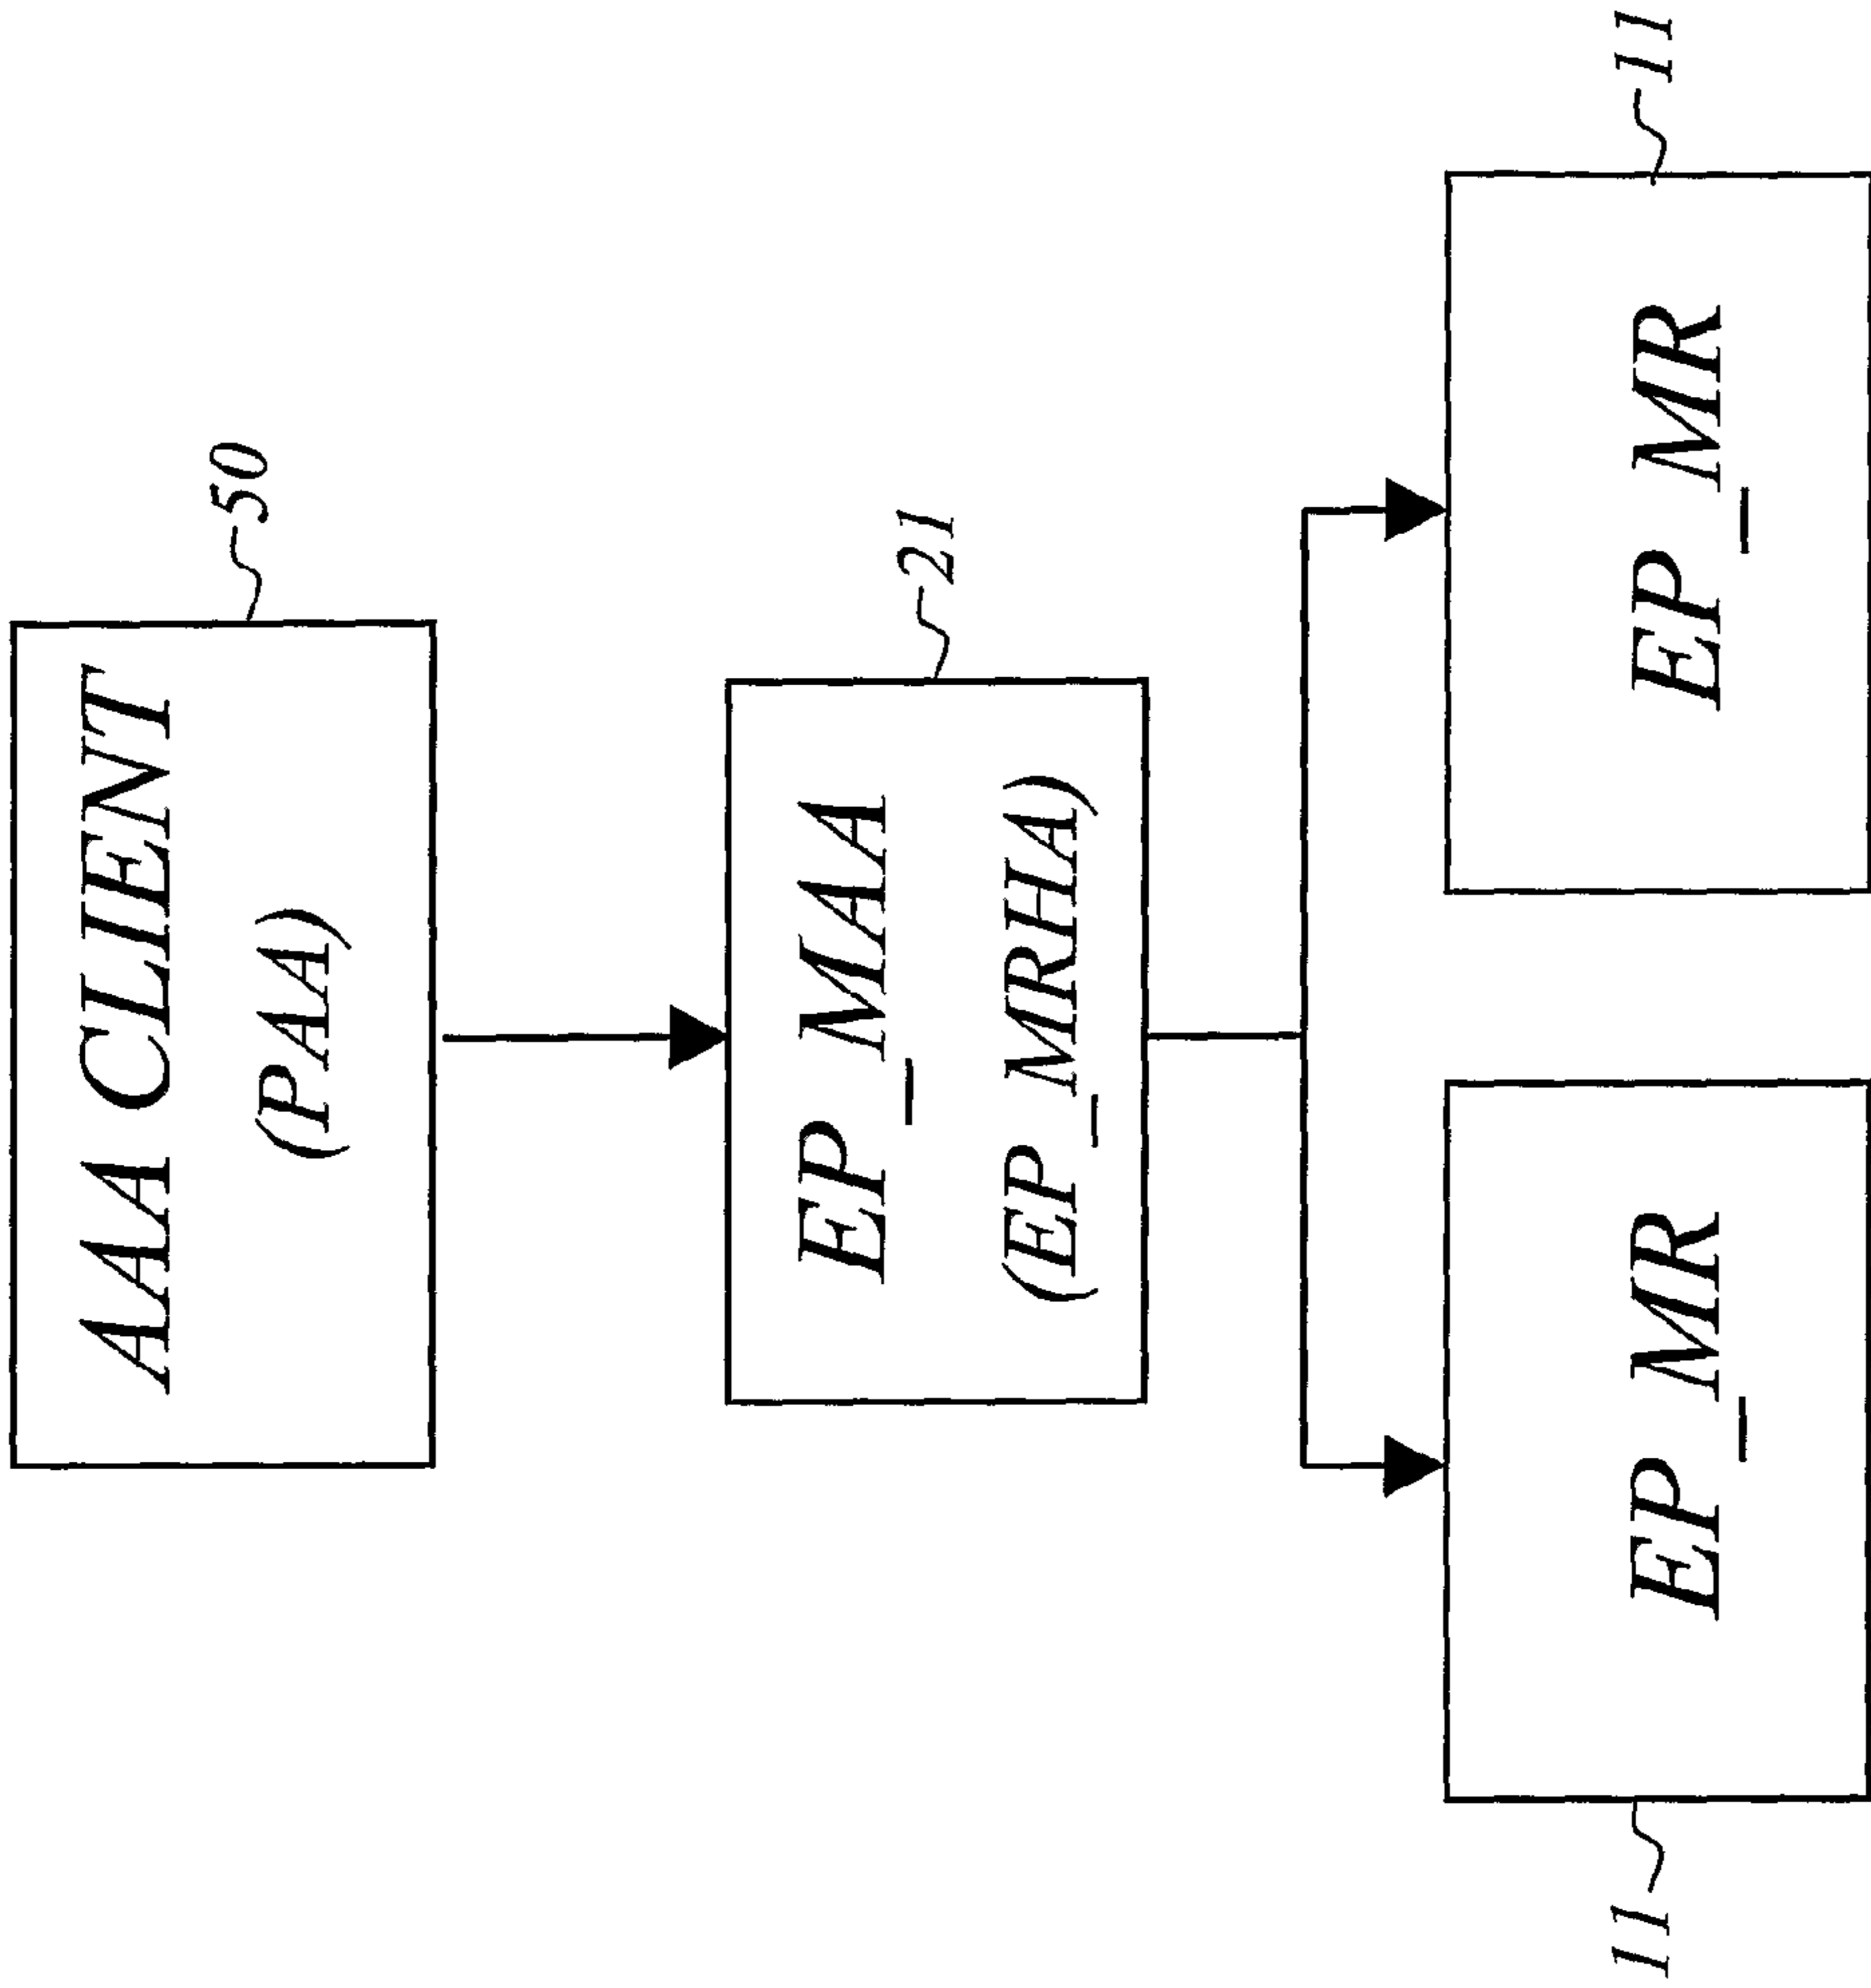 AAA CLIENT
(PAA)
50
EP_MAA
(EP_MRHA)
21
11
EP_MR
EP_MR
11